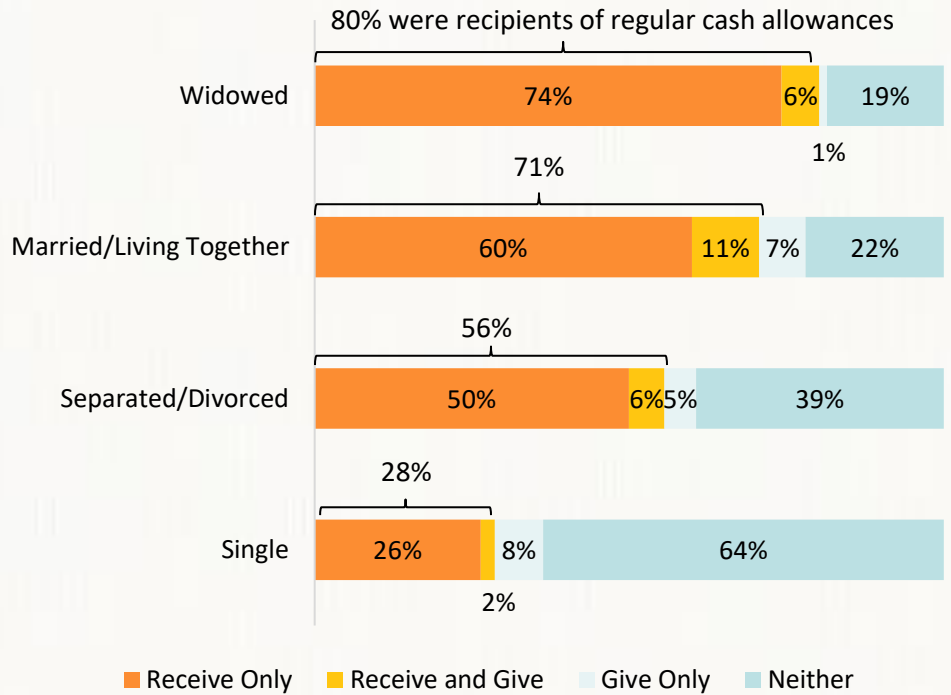 80% were recipients of regular cash allowances
Widowed
74%
6%
19%
1%
71%
Married/Living Together
60%
11%
7%
22%
56%
Separated/Divorced
50%
6%
5%
39%
28%
Single
26%
8%
64%
2%
Receive Only
Receive and Give
Give Only
Neither